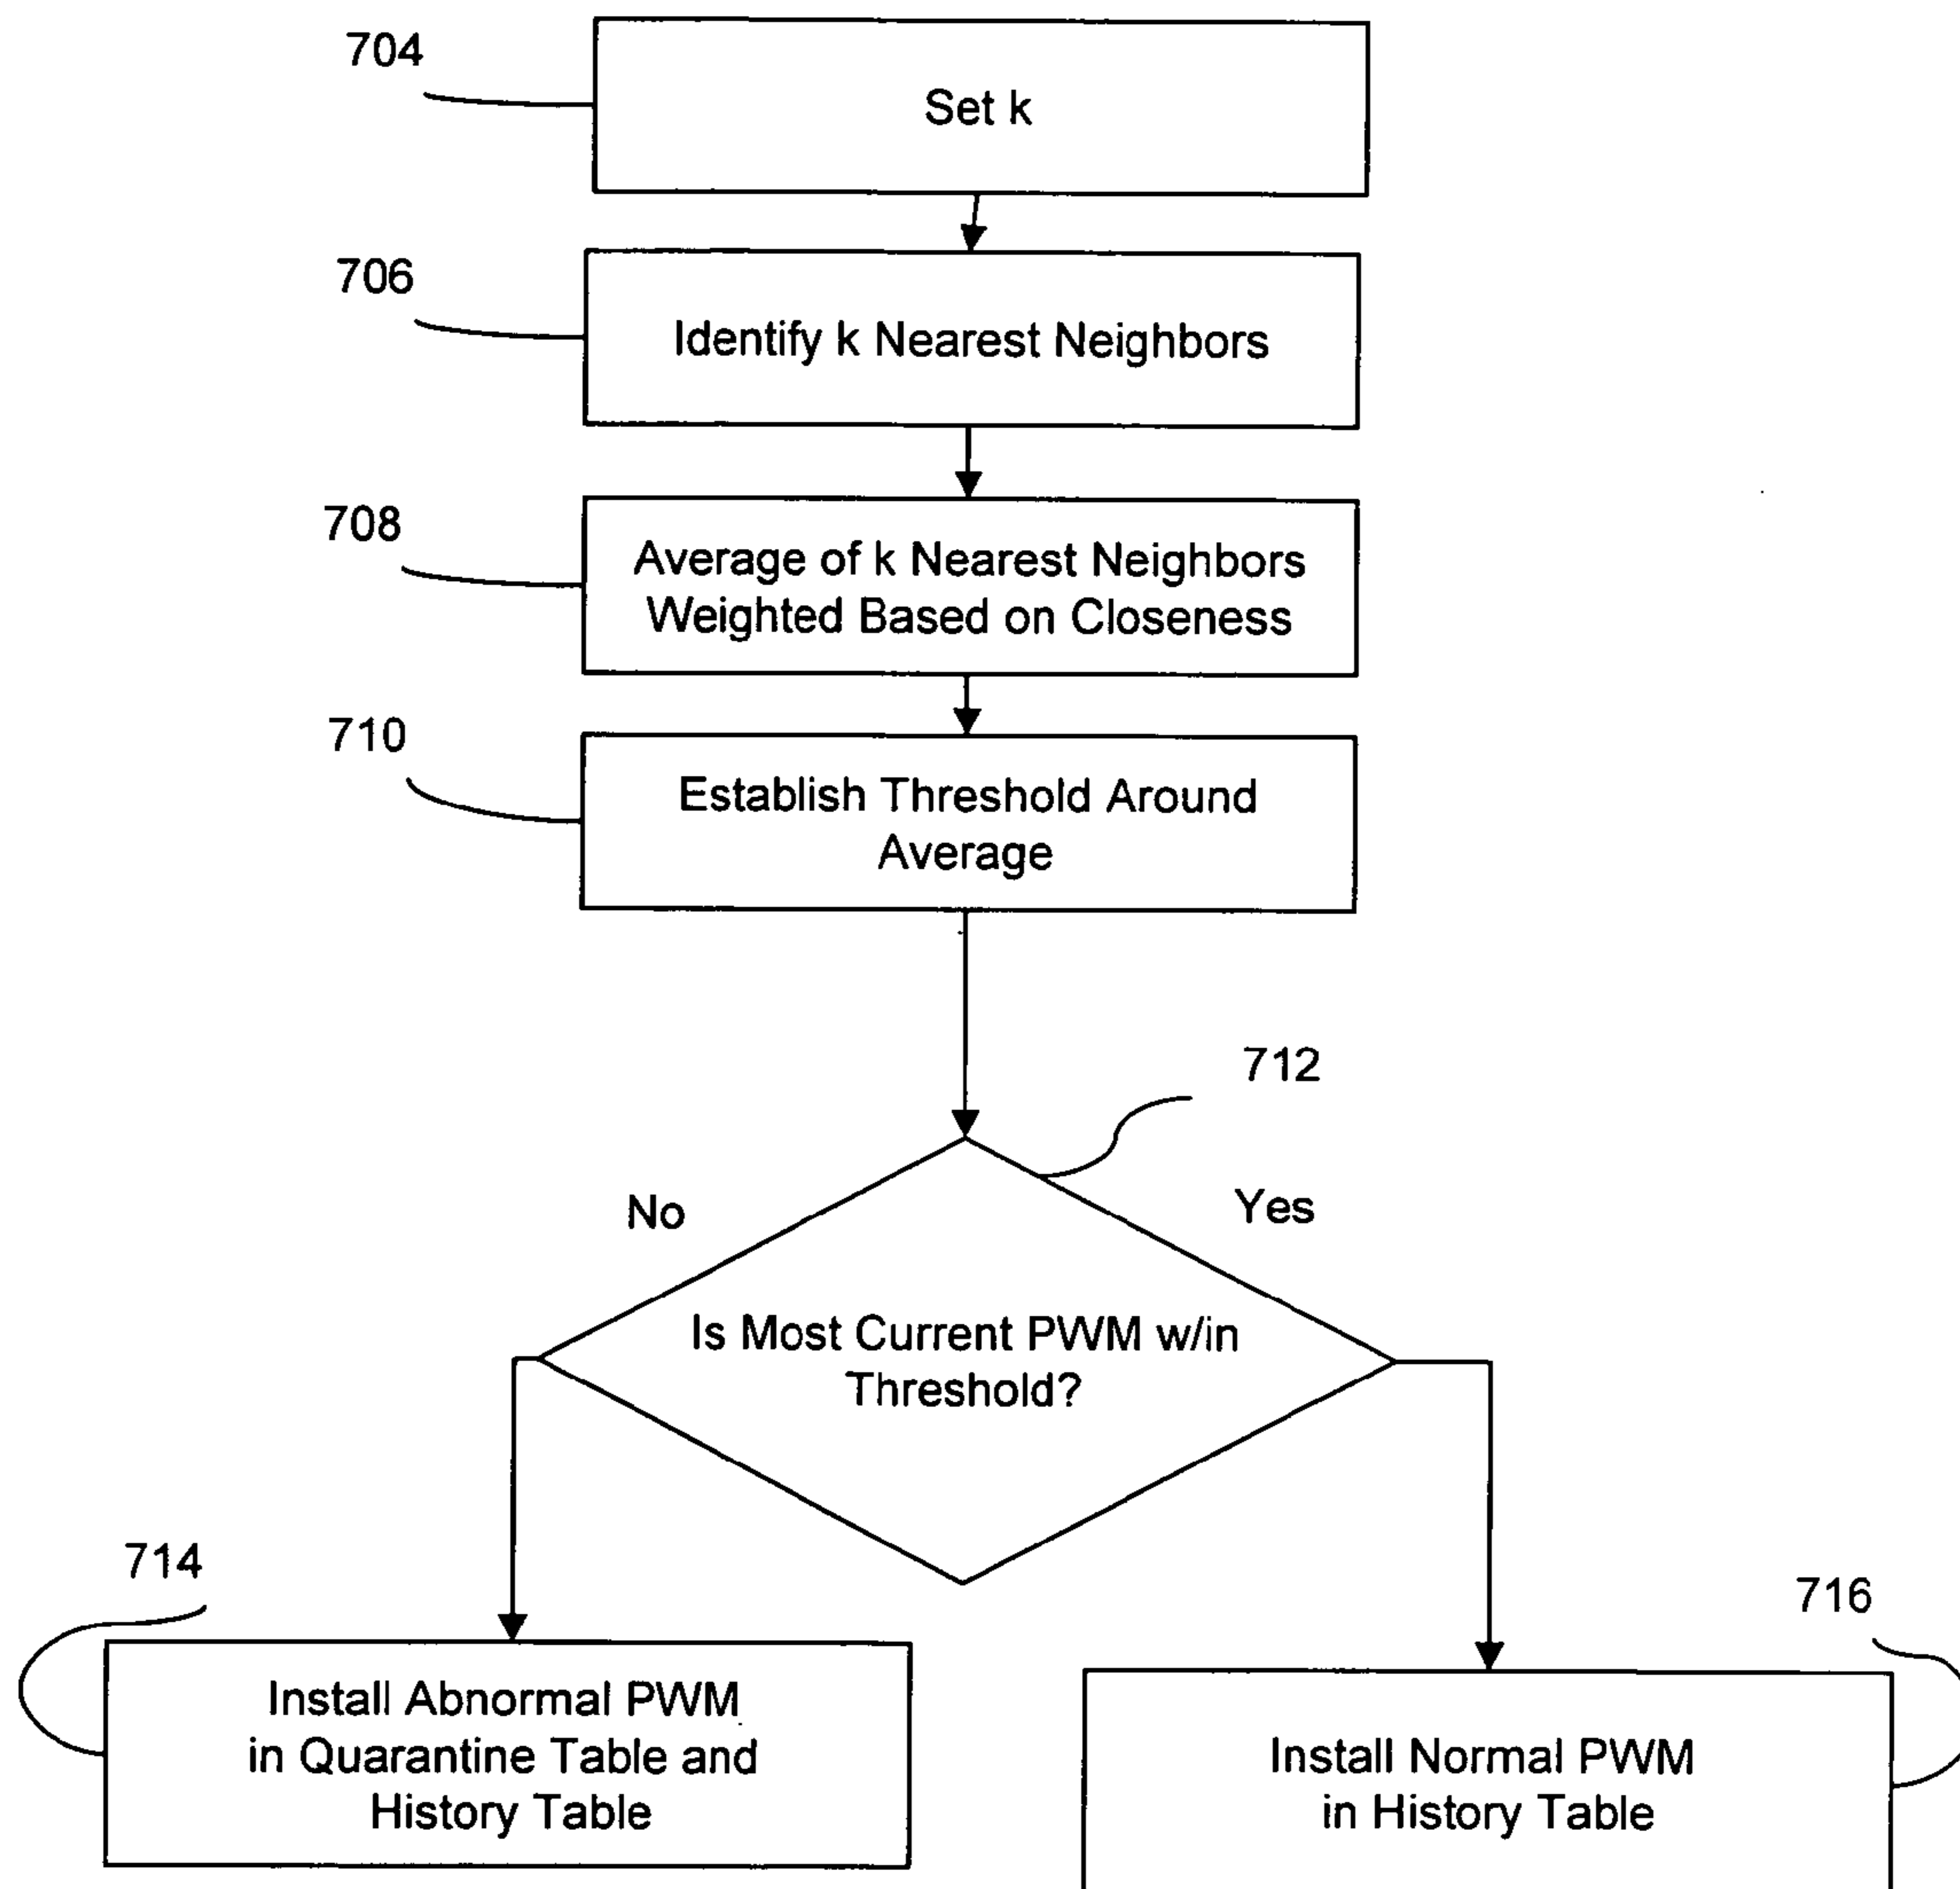 704
Set k
706
Identify k Nearest Neighbors
708
Average of k Nearest Neighbors
Weighted Based on Closeness
710
Establish Threshold Around
Average
712
No
Yes
Is Most Current PWM w/in
Threshold?
714
716
Install Abnormal PWM
in Quarantine Table and
History Table
Install Normal PWM
in History Table